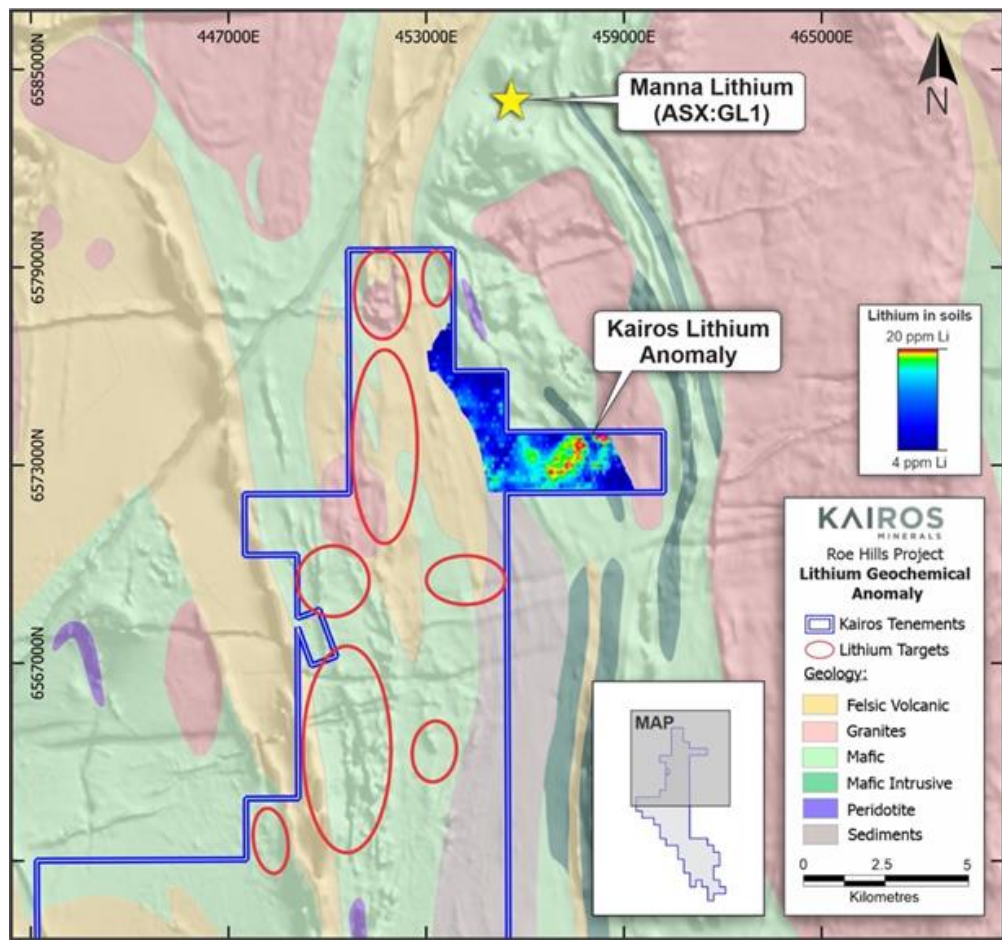 447000E
453000E
459000E
465000E
6585000N
6579000N
6573000N
6567000N
Manna Lithium
(ASX:GL1)
N
Kairos Lithium
Anomaly
Lithium in soils
20 ppm Li
4 ppm Li
KAIROS
MINERALS
Roe Hills Project
Lithium Geochemical
Anomaly
Kairos Tenements
Lithium Targets
Geology:
Felsic Volcanic
Granites
Mafic
Mafic Intrusive
Peridotite
Sediments
0 2.5 5
Kilometres
MAP